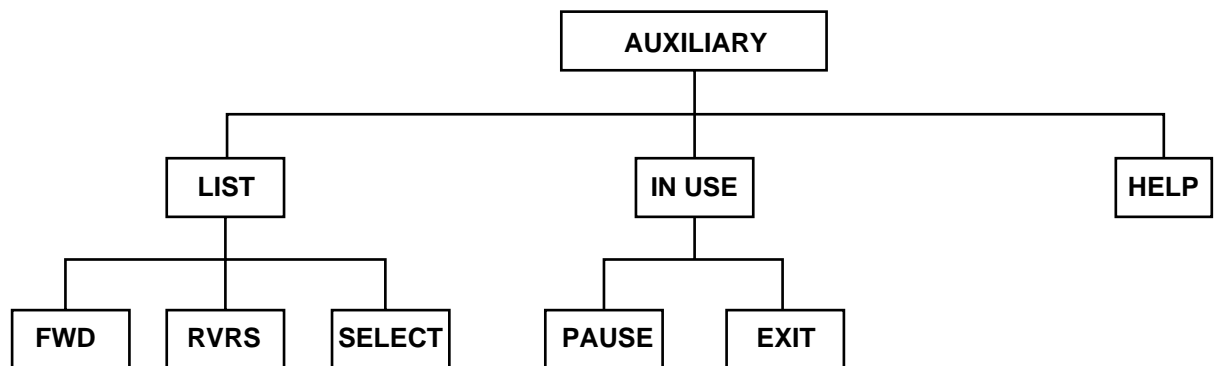 AUXILIARY
LIST
IN USE
HELP
FWD
RVRS
SELECT
PAUSE
EXIT